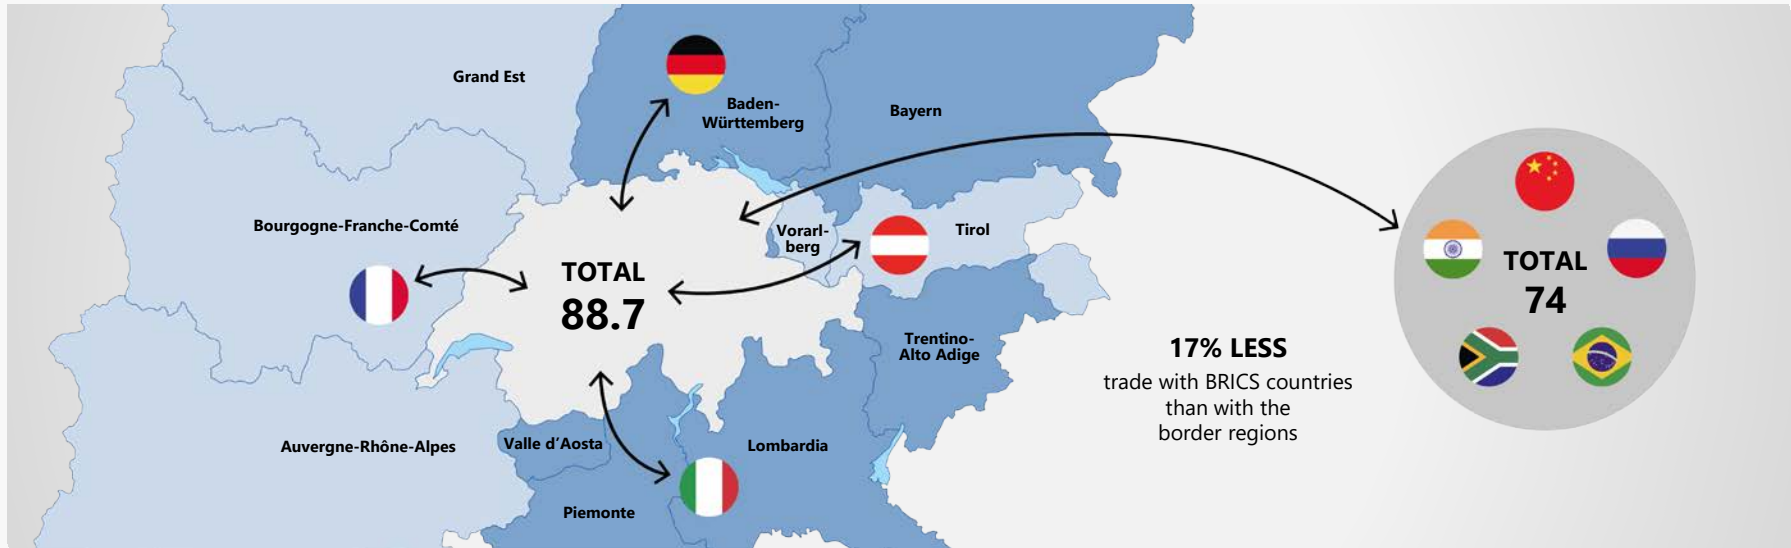 Grand Est
Baden-
Württemberg
Bayern
Bourgogne-Franche-Comté
Vorarl-
berg
Tirol
TOTAL
88.7
TOTAL
74
Trentino-
Alto Adige
17% LESS
trade with BRICS countries
than with the
border regions
Auvergne-Rhône-Alpes
Valle d’Aosta
Lombardia
Piemonte